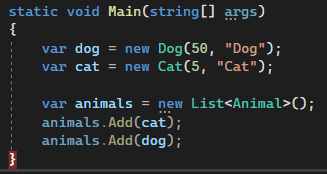 static void Main(string[] args)
{
    var dog = new Dog(50, "Dog");
    var cat = new Cat(5, "Cat");

    var animals = new List<Animal>();
    animals.Add(cat);
    animals.Add(dog);
}